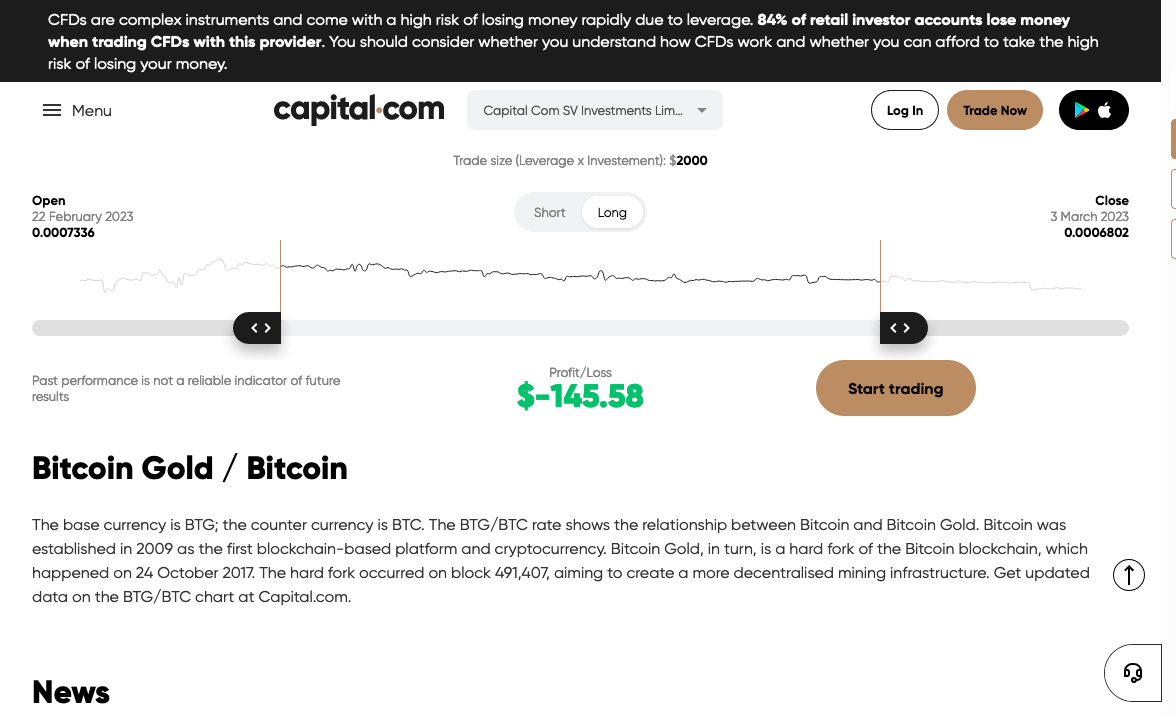 CFDs are complex instruments and come with a high risk of losing money rapidly due to leverage. 84% of retail investor accounts lose money
when trading CFDs with this provider. You should consider whether you understand how CFDs work and whether you can afford to take the high
risk of losing your money.
Menu
capital.com
Capital Com SV Investments Lim...
Log In
Trade Now
Trade size (Leverage x Investement): $2000
Open
22 February 2023
0.0007336
Short
Long
Close
3 March 2023
0.0006802
Past performance is not a reliable indicator of future
results
Profit/Loss
$-145.58
Start trading
Bitcoin Gold / Bitcoin
The base currency is BTG; the counter currency is BTC. The BTG/BTC rate shows the relationship between Bitcoin and Bitcoin Gold. Bitcoin was
established in 2009 as the first blockchain-based platform and cryptocurrency. Bitcoin Gold, in turn, is a hard fork of the Bitcoin blockchain, which
happened on 24 October 2017. The hard fork occurred on block 491,407, aiming to create a more decentralised mining infrastructure. Get updated
data on the BTG/BTC chart at Capital.com.
News